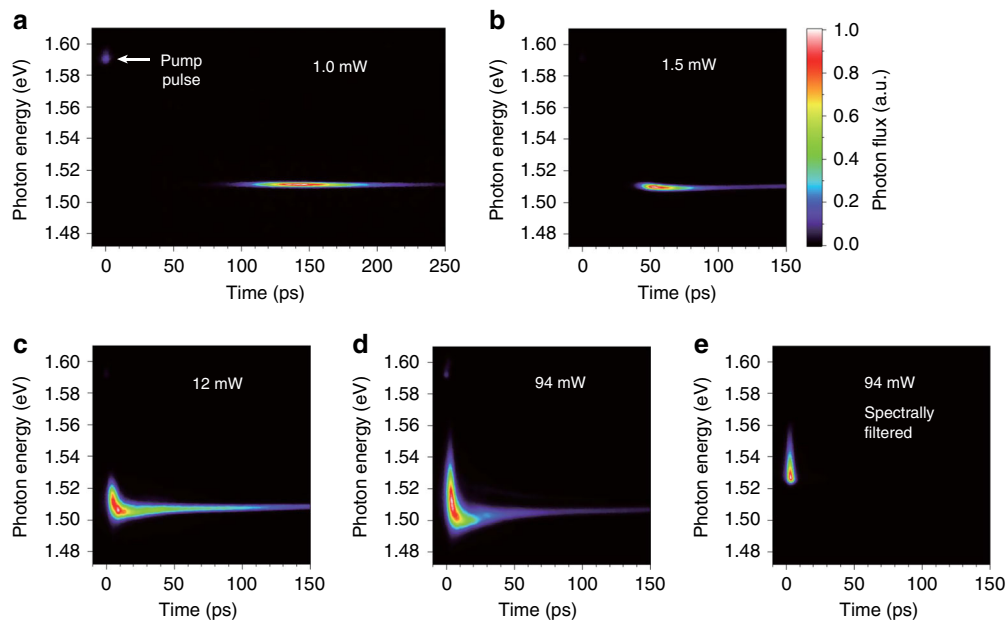 a
1.60
1.58
1.56
1.54
1.52
1.50
1.48
Photon energy (eV)
Pump
pulse
1.0 mW
0 50 100 150 200 250
Time (ps)
b
1.60
1.58
1.56
1.54
1.52
1.50
1.48
Photon energy (eV)
1.5 mW
0 50 100 150
Time (ps)
1.0
0.8
0.6
0.4
0.2
0.0
Photon flux (a.u.)
c
1.60
1.58
1.56
1.54
1.52
1.50
1.48
Photon energy (eV)
12 mW
0 50 100 150
Time (ps)
d
1.60
1.58
1.56
1.54
1.52
1.50
1.48
Photon energy (eV)
94 mW
0 50 100 150
Time (ps)
e
1.60
1.58
1.56
1.54
1.52
1.50
1.48
Photon energy (eV)
94 mW
Spectrally
filtered
0 50 100 150
Time (ps)